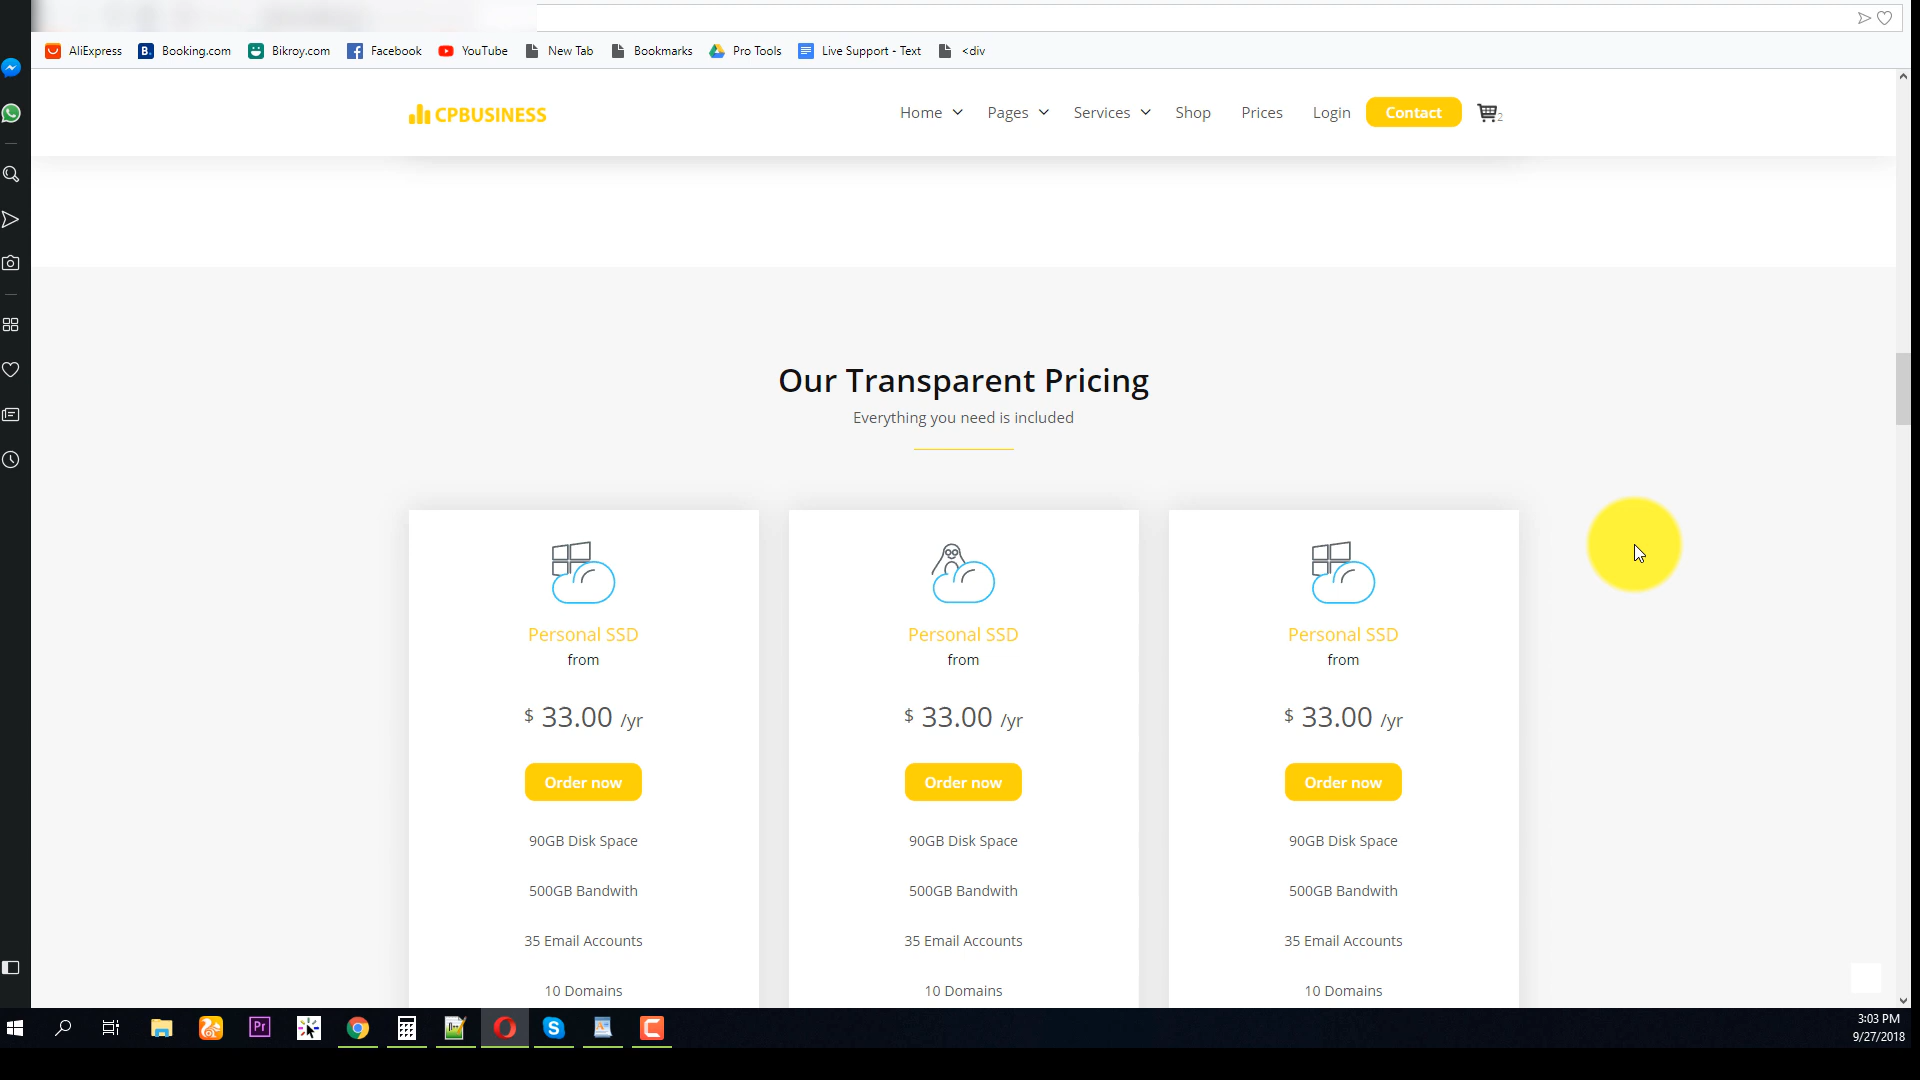 AliExpress Booking.com Bikroy.com Facebook YouTube New Tab Bookmarks Pro Tools Live Support - Text <div
CPBUSINESS Home Pages Services Shop Prices Login Contact 2
Our Transparent Pricing
Everything you need is included
Personal SSD Personal SSD Personal SSD
from from from
$ 33.00 /yr $ 33.00 /yr $ 33.00 /yr
Order now Order now Order now
90GB Disk Space 90GB Disk Space 90GB Disk Space
500GB Bandwith 500GB Bandwith 500GB Bandwith
35 Email Accounts 35 Email Accounts 35 Email Accounts
10 Domains 10 Domains 10 Domains
3:03 PM
9/27/2018